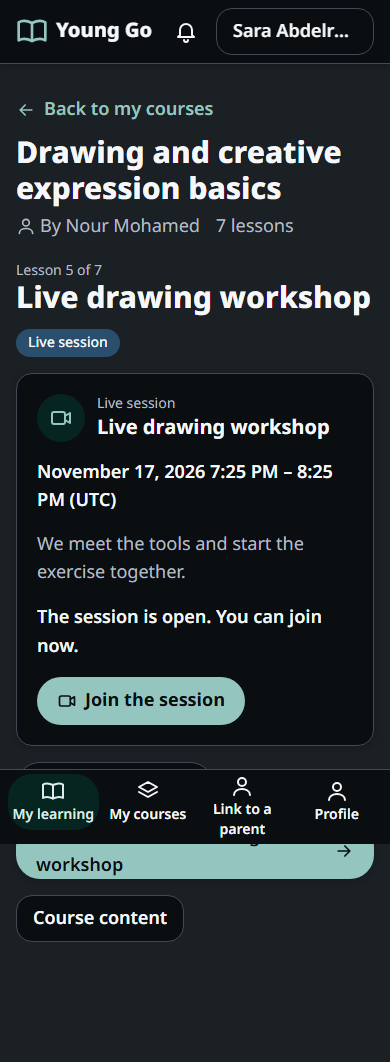 Young Go
Sara Abdelr...
Back to my courses
Drawing and creative
expression basics
By Nour Mohamed 7 lessons
Lesson 5 of 7
Live drawing workshop
Live session
Live session
Live drawing workshop
November 17, 2026 7:25 PM – 8:25
PM (UTC)
We meet the tools and start the
exercise together.
The session is open. You can join
now.
Join the session
My learning
My courses
Link to a
parent
Profile
workshop
Course content